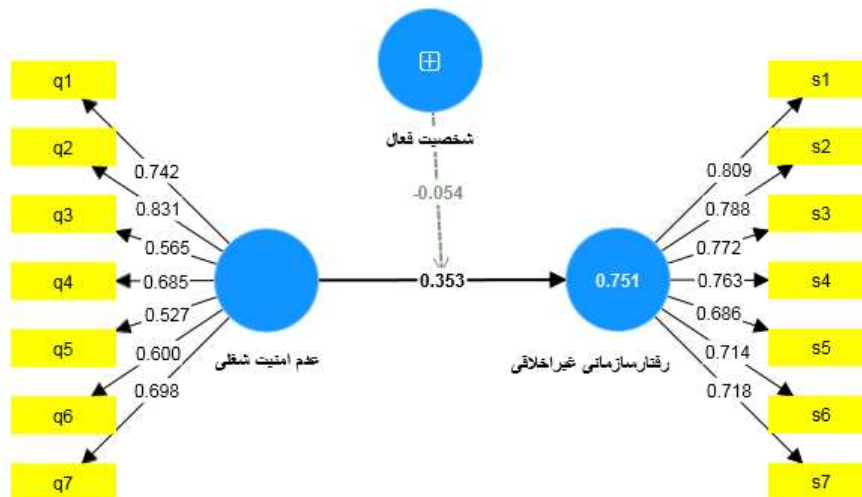 شخصیت فعال
-0.054
q1
q2
q3
q4
q5
q6
q7
0.742
0.831
0.565
0.685
0.527
0.600
0.698
عدم امنیت شغلی
0.353
0.751
رفتارسازمانی غیراخلاقی
0.809
0.788
0.772
0.763
0.686
0.714
0.718
s1
s2
s3
s4
s5
s6
s7